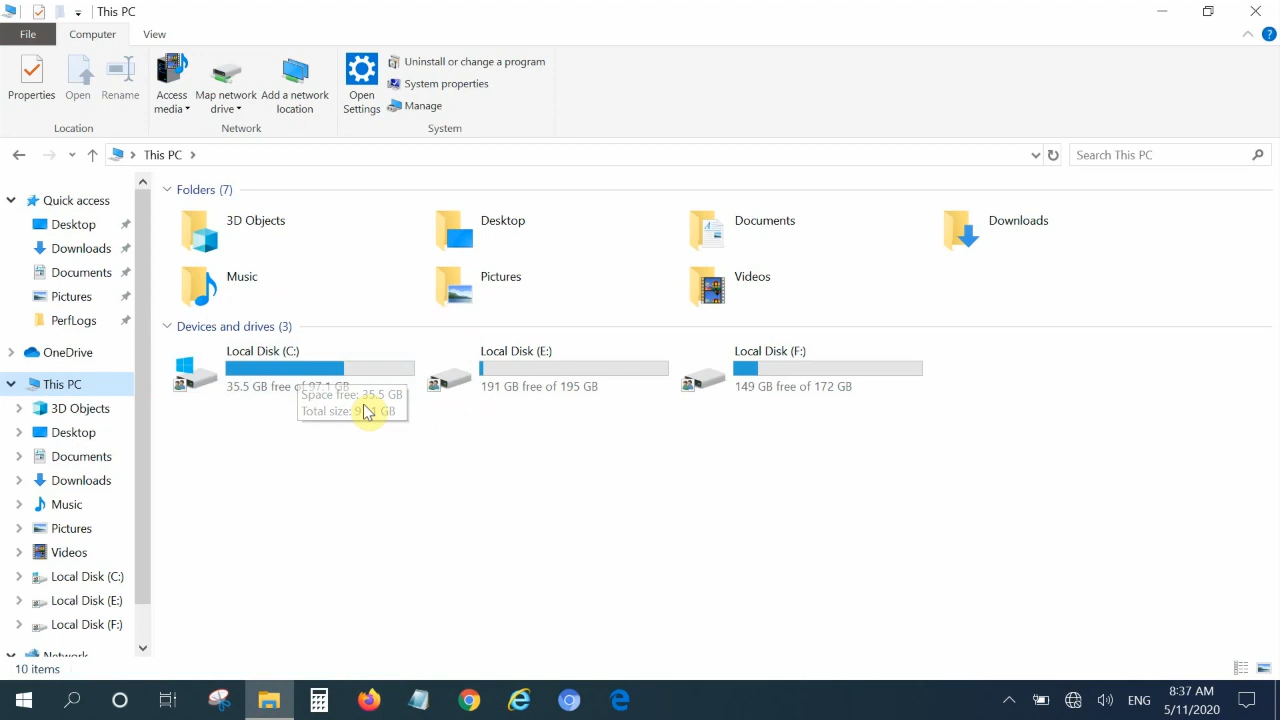 This PC
File
Computer
View
Properties
Open
Rename
Access media
Map network drive
Add a network location
Open Settings
Uninstall or change a program
System properties
Manage
Location
Network
System
This PC
Search This PC
Quick access
Desktop
Downloads
Documents
Pictures
PerfLogs
OneDrive
This PC
3D Objects
Desktop
Documents
Downloads
Music
Pictures
Videos
Local Disk (C:)
Local Disk (E:)
Local Disk (F:)
Network
Folders (7)
3D Objects
Desktop
Documents
Downloads
Music
Pictures
Videos
Devices and drives (3)
Local Disk (C:)
35.5 GB free of 97.1 GB
Local Disk (E:)
191 GB free of 195 GB
Local Disk (F:)
149 GB free of 172 GB
Space free: 35.5 GB
Total size: 97.1 GB
10 items
ENG
8:37 AM
5/11/2020